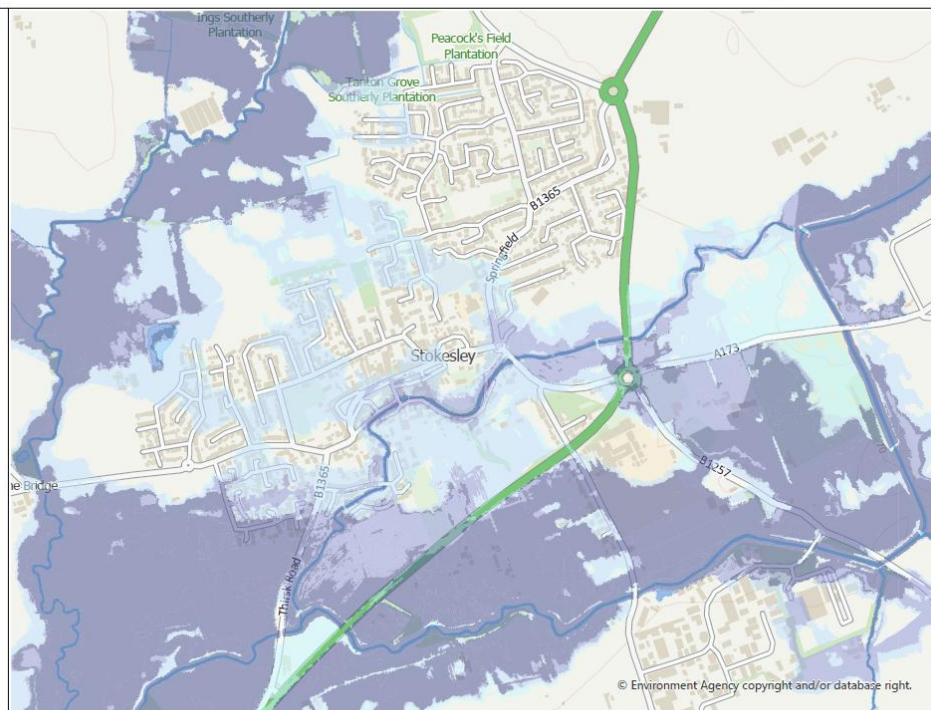 Ings Southerly
Plantation
Peacock's Field
Plantation
Tanton Grove
Southerly Plantation
B1365
Springfield
Stokesley
A173
B1257
B1365
ne Bridge
Thirsk Road
© Environment Agency copyright and/or database right.